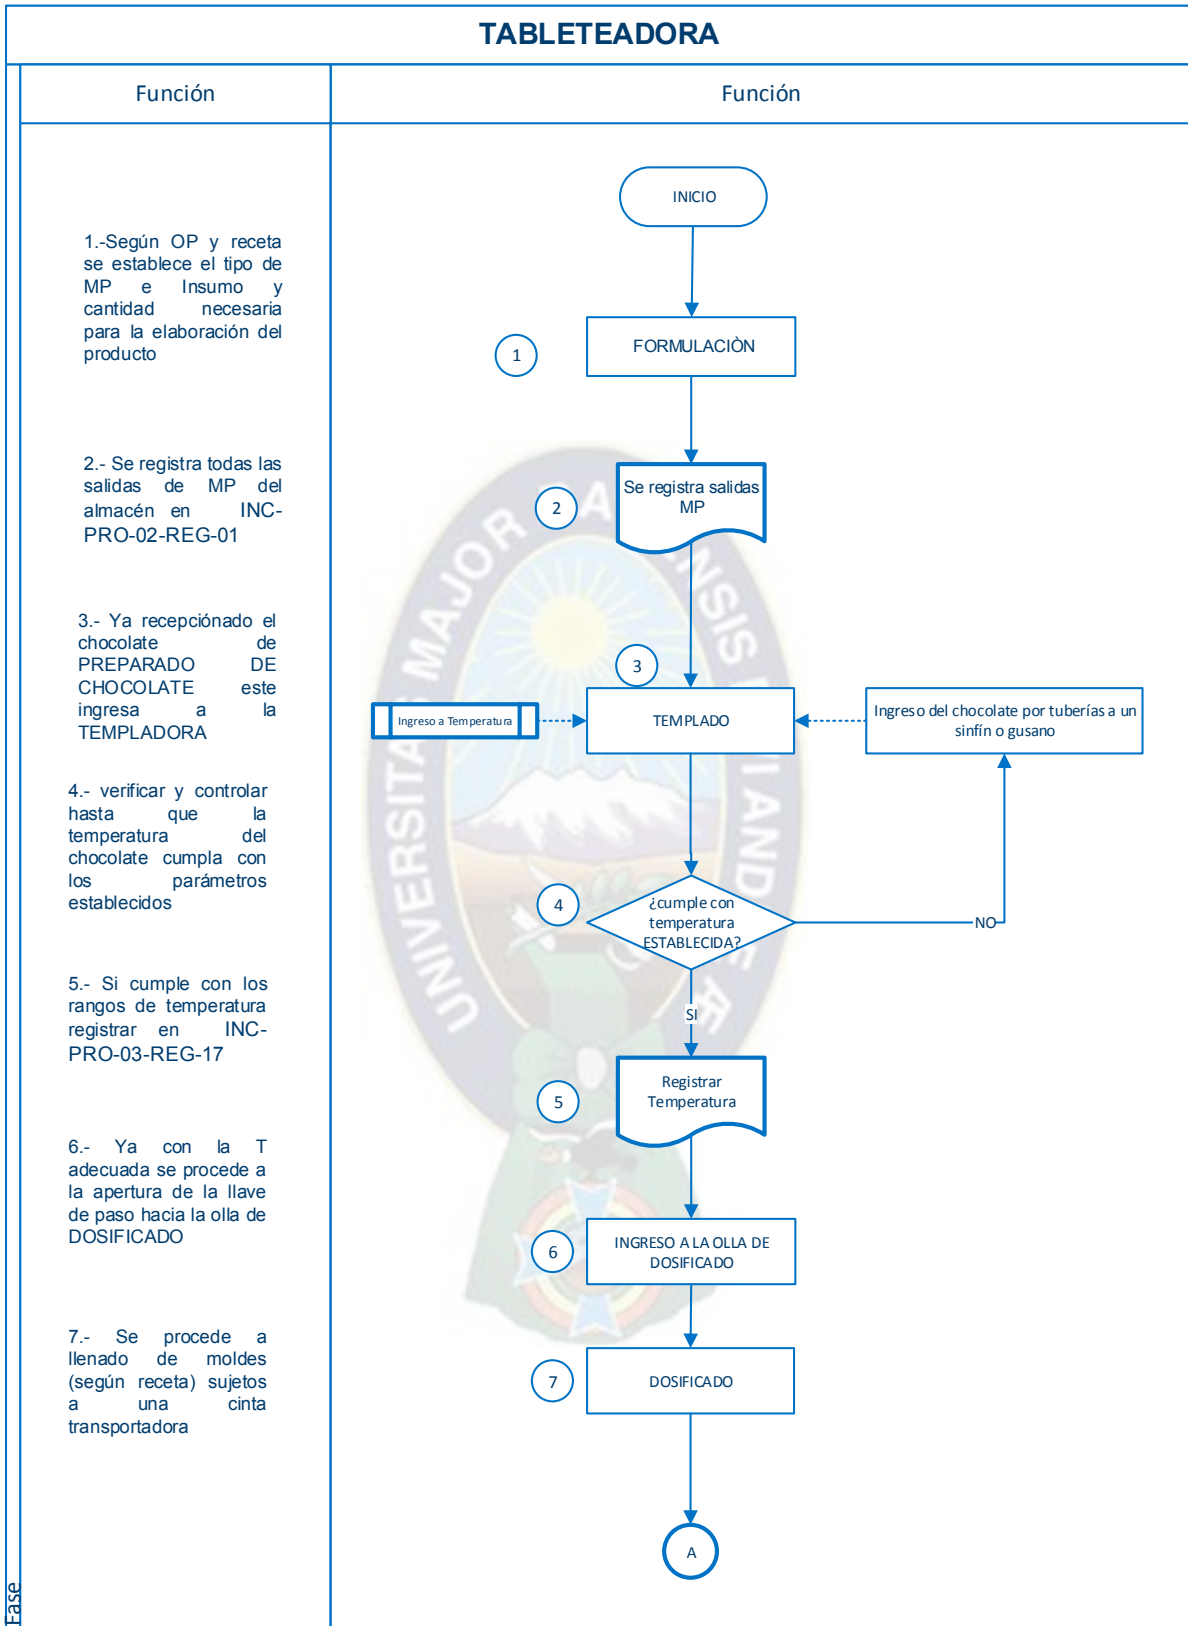 TABLETEADORA
Función
Función
1.-Según OP y receta
se establece el tipo de
MP e Insumo y
cantidad necesaria
para la elaboración del
producto
2.- Se registra todas las
salidas de MP del
almacén en INC-
PRO-02-REG-01
3.- Ya recepciónado el
chocolate de
PREPARADO DE
CHOCOLATE este
ingresa a la
TEMPLADORA
4.- verificar y controlar
hasta que la
temperatura del
chocolate cumpla con
los parámetros
establecidos
5.- Si cumple con los
rangos de temperatura
registrar en INC-
PRO-03-REG-17
6.- Ya con la T
adecuada se procede a
la apertura de la llave
de paso hacia la olla de
DOSIFICADO
7.- Se procede a
llenado de moldes
(según receta) sujetos
a una cinta
transportadora
Fase
INICIO
1
FORMULACIÒN
2
Se registra salidas
MP
3
Ingreso a Temperatura
TEMPLADO
Ingreso del chocolate por tuberías a un
sinfín o gusano
4
¿cumple con
temperatura
ESTABLECIDA?
NO
SI
5
Registrar
Temperatura
6
INGRESO A LA OLLA DE
DOSIFICADO
7
DOSIFICADO
A
UNIVERSITAS MAJOR